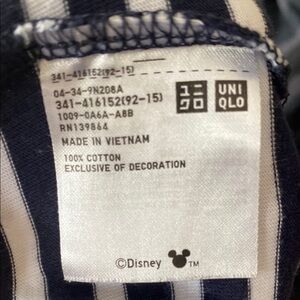 341-416152(92-15)
04-34-9N208A
341-416152(92-15)
1009-0A6A-A8B
RN139864
ユニ
クロ
UNI
QLO
MADE IN VIETNAM
100% COTTON
EXCLUSIVE OF DECORATION
©Disney TM